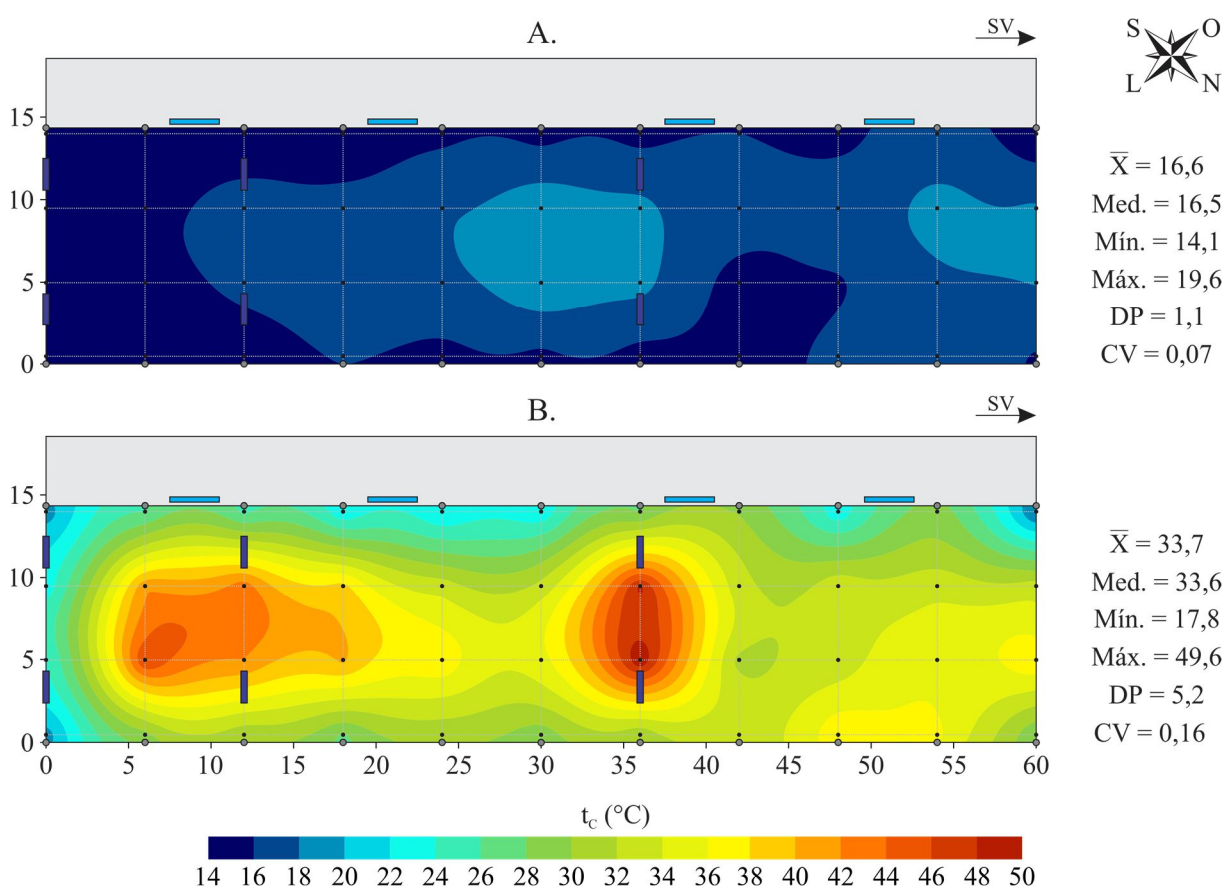 A.
SV
S O
L N
15
10
5
0
X̅ = 16,6
Med. = 16,5
Mín. = 14,1
Máx. = 19,6
DP = 1,1
CV = 0,07
B.
SV
15
10
5
0
X̅ = 33,7
Med. = 33,6
Mín. = 17,8
Máx. = 49,6
DP = 5,2
CV = 0,16
0 5 10 15 20 25 30 35 40 45 50 55 60
tc (°C)
14 16 18 20 22 24 26 28 30 32 34 36 38 40 42 44 46 48 50